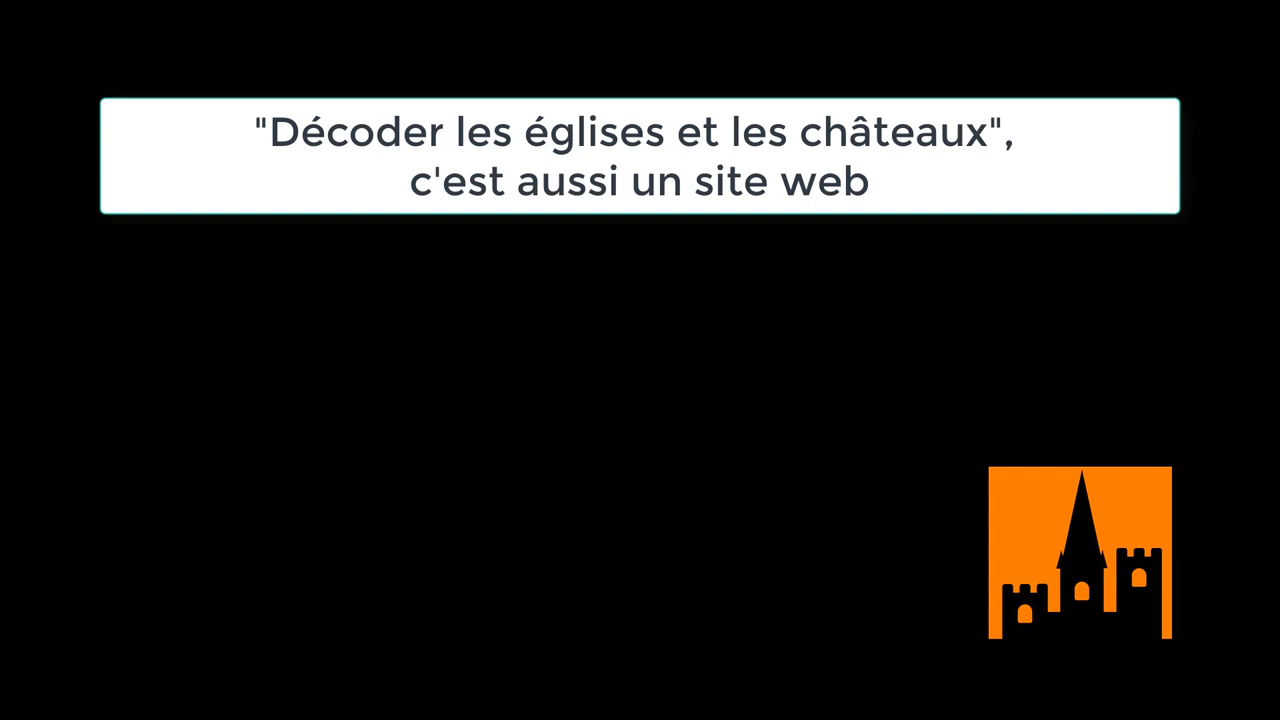 "Décoder les églises et les châteaux",
c'est aussi un site web